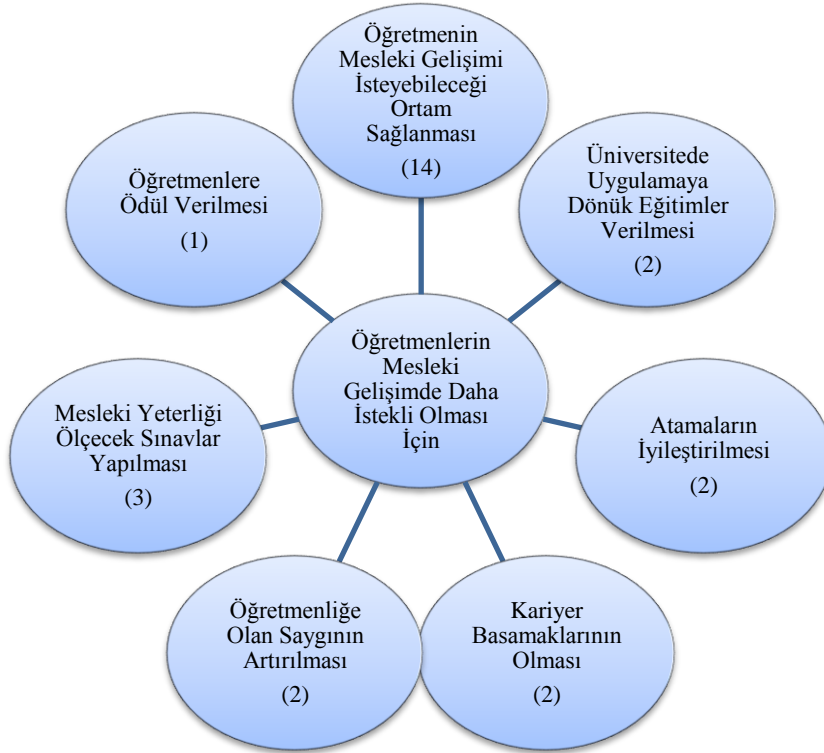 Öğretmenin
Mesleki Gelişimi
İsteyebileceği
Ortam
Sağlanması
(14)
Üniversitede
Uygulamaya
Dönük Eğitimler
Verilmesi
(2)
Atamaların
İyileştirilmesi
(2)
Kariyer
Basamaklarının
Olması
(2)
Öğretmenliğe
Olan Saygının
Artırılması
(2)
Mesleki Yeterliği
Ölçecek Sınavlar
Yapılması
(3)
Öğretmenlere
Ödül Verilmesi
(1)
Öğretmenlerin
Mesleki
Gelişimde Daha
İstekli Olması
İçin